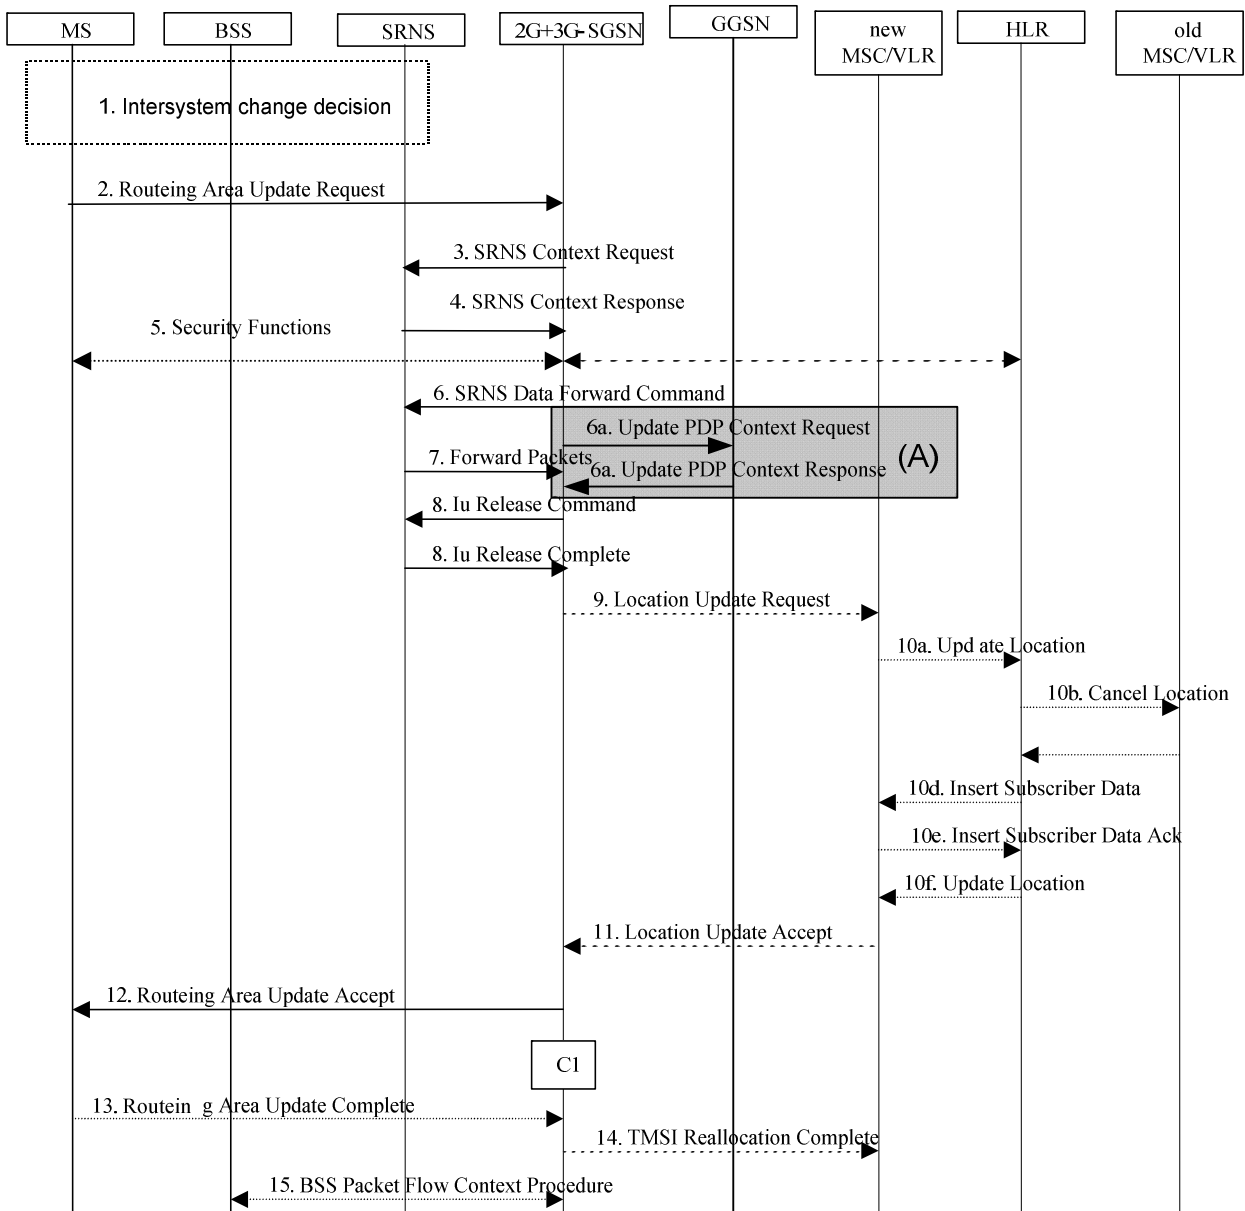 MS
BSS
SRNS
2G+3G-SGSN
GGSN
new
MSC/VLR
HLR
old
MSC/VLR
1. Intersystem change decision
2. Routeing Area Update Request
3. SRNS Context Request
4. SRNS Context Response
5. Security Functions
6. SRNS Data Forward Command
6a. Update PDP Context Request
(A)
7. Forward Packets
6a. Update PDP Context Response
8. Iu Release Command
8. Iu Release Complete
9. Location Update Request
10a. Upd ate Location
10b. Cancel Location
10d. Insert Subscriber Data
10e. Insert Subscriber Data Ack
10f. Update Location
11. Location Update Accept
12. Routeing Area Update Accept
C1
13. Routein g Area Update Complete
14. TMSI Reallocation Complete
15. BSS Packet Flow Context Procedure